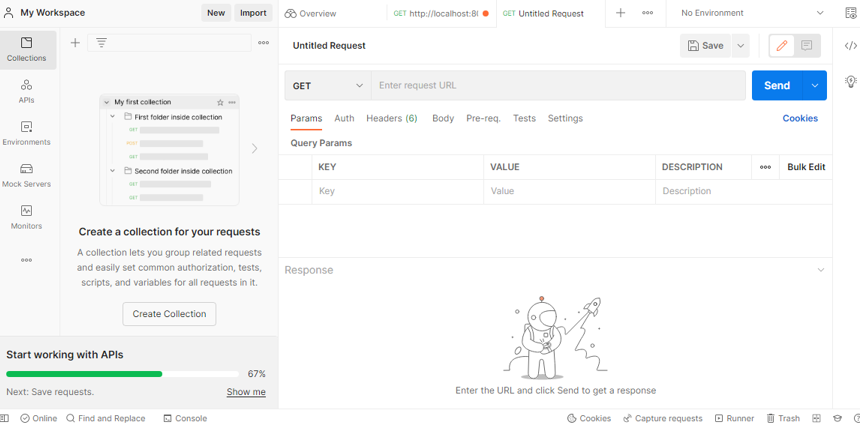 My Workspace
New
Import
Overview
GET http://localhost:8
GET Untitled Request
No Environment
Collections
APIs
Environments
Mock Servers
Monitors
My first collection
First folder inside collection
GET
POST
GET
Second folder inside collection
GET
GET
Create a collection for your requests
A collection lets you group related requests
and easily set common authorization, tests,
scripts, and variables for all requests in it.
Create Collection
Start working with APIs
67%
Next: Save requests.
Show me
Untitled Request
Save
GET
Enter request URL
Send
Params
Auth
Headers (6)
Body
Pre-req.
Tests
Settings
Cookies
Query Params
KEY
VALUE
DESCRIPTION
Bulk Edit
Key
Value
Description
Response
Enter the URL and click Send to get a response
Online
Find and Replace
Console
Cookies
Capture requests
Runner
Trash